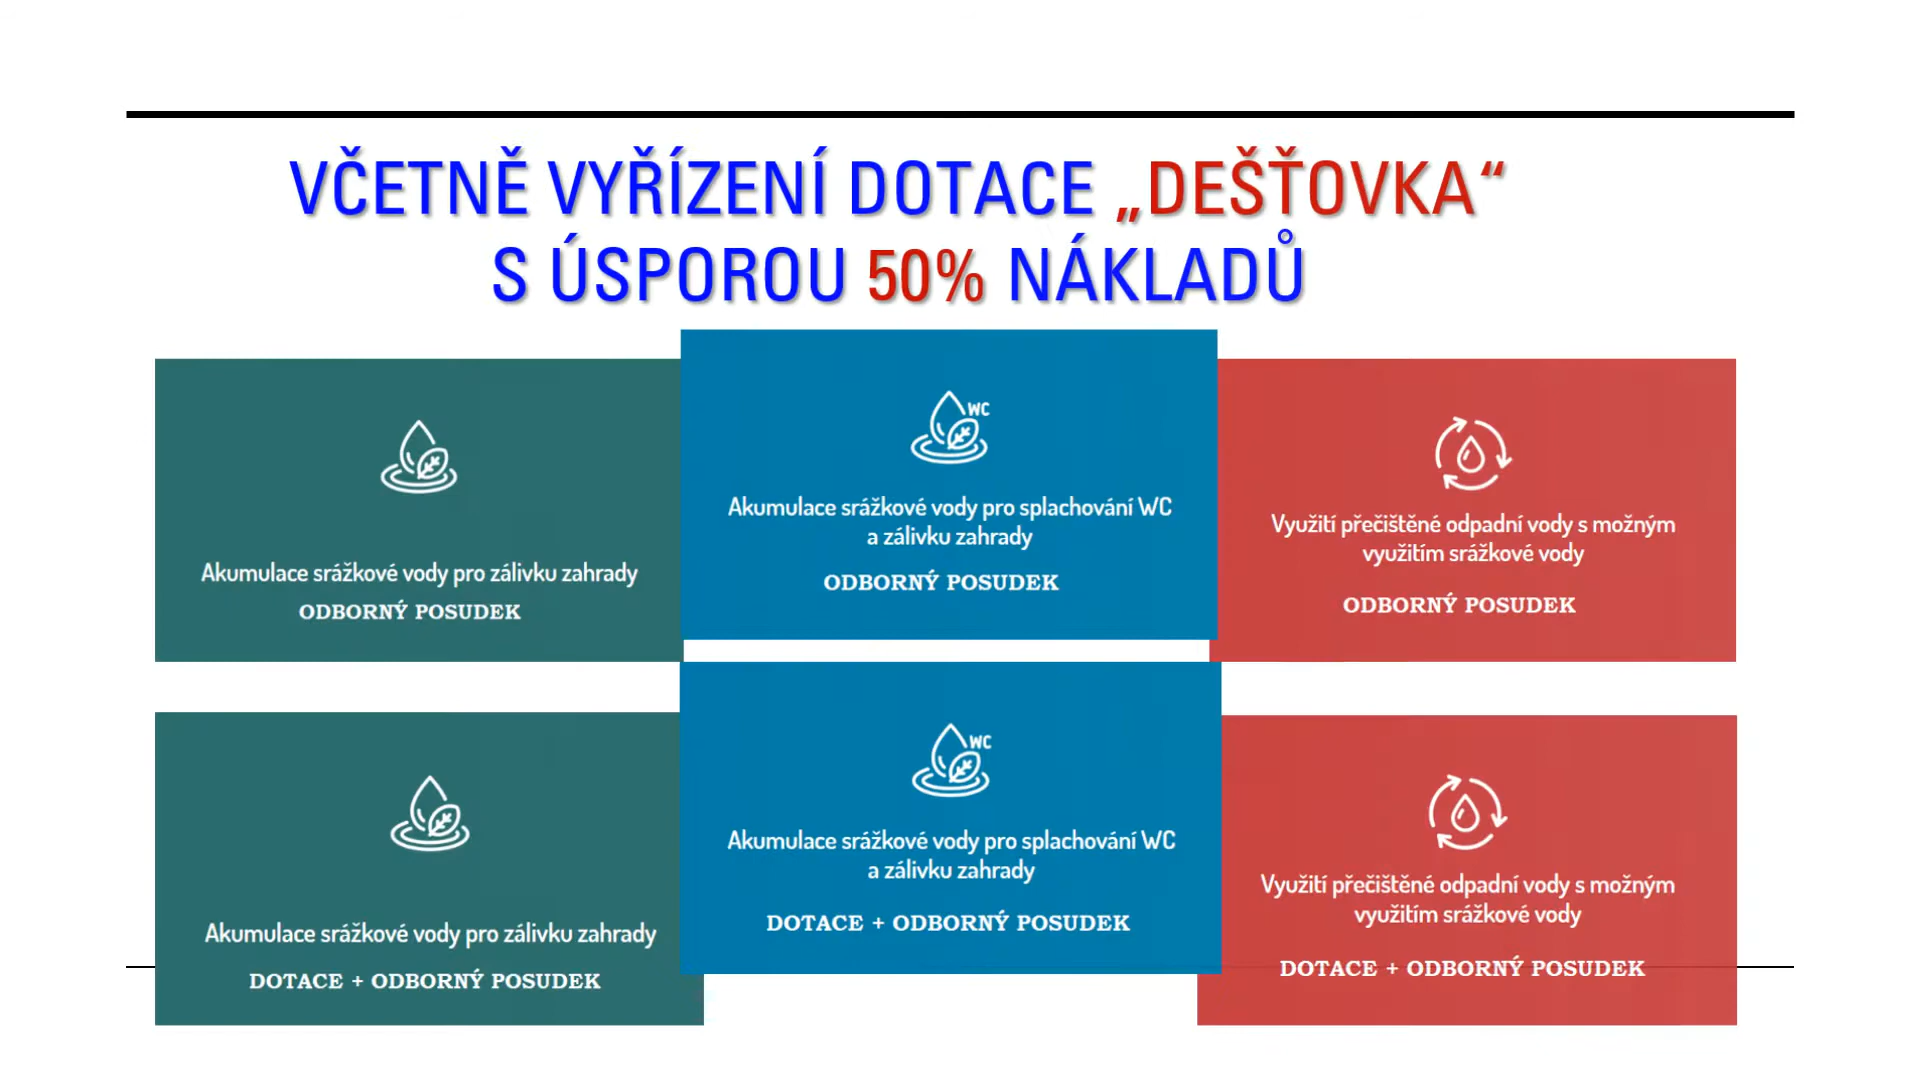 VČETNĚ VYŘÍZENÍ DOTACE „DEŠŤOVKA“
S ÚSPOROU 50% NÁKLADŮ
Akumulace srážkové vody pro zálivku zahrady
ODBORNÝ POSUDEK
WC
Akumulace srážkové vody pro splachování WC
a zálivku zahrady
ODBORNÝ POSUDEK
Využití přečištěné odpadní vody s možným
využitím srážkové vody
ODBORNÝ POSUDEK
Akumulace srážkové vody pro zálivku zahrady
DOTACE + ODBORNÝ POSUDEK
WC
Akumulace srážkové vody pro splachování WC
a zálivku zahrady
DOTACE + ODBORNÝ POSUDEK
Využití přečištěné odpadní vody s možným
využitím srážkové vody
DOTACE + ODBORNÝ POSUDEK